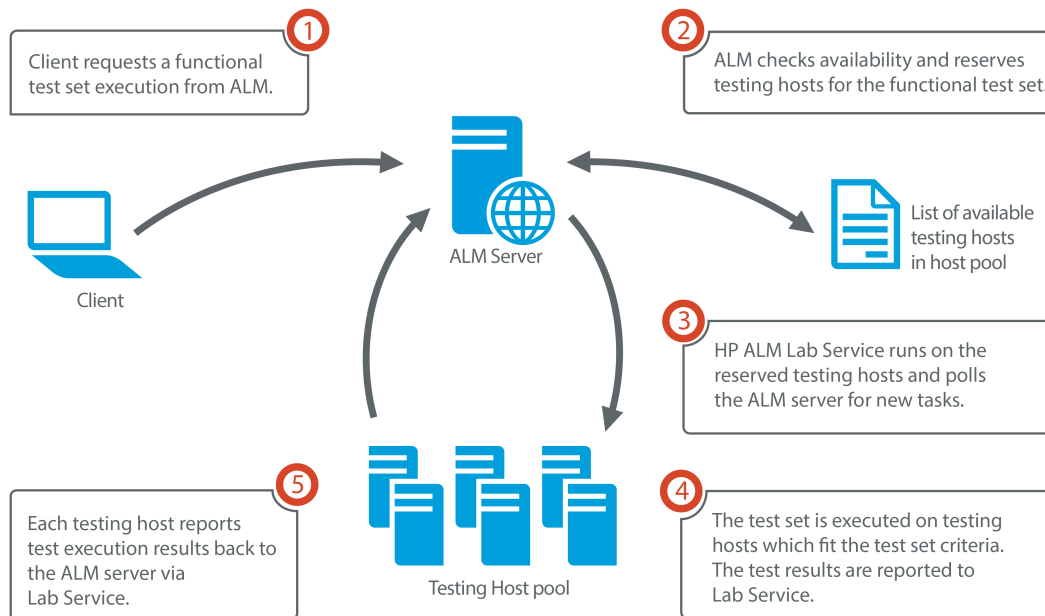 1
Client requests a functional
test set execution from ALM.
2
ALM checks availability and reserves
testing hosts for the functional test set.
Client
ALM Server
List of available
testing hosts
in host pool
3
HP ALM Lab Service runs on the
reserved testing hosts and polls
the ALM server for new tasks.
4
The test set is executed on testing
hosts which fit the test set criteria.
The test results are reported to
Lab Service.
5
Each testing host reports
test execution results back to
the ALM server via
Lab Service.
Testing Host pool